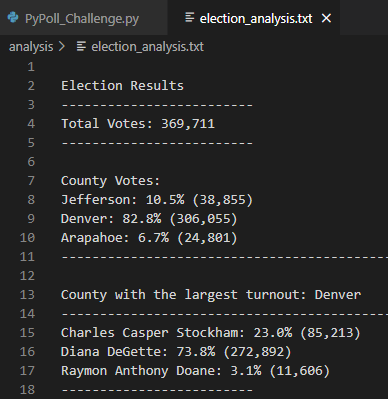 PyPoll_Challenge.py election_analysis.txt ×
analysis > election_analysis.txt
1
2 Election Results
3 -------------------------
4 Total Votes: 369,711
5 -------------------------
6
7 County Votes:
8 Jefferson: 10.5% (38,855)
9 Denver: 82.8% (306,055)
10 Arapahoe: 6.7% (24,801)
11 -------------------------------------------
12
13 County with the largest turnout: Denver
14 -------------------------------------------
15 Charles Casper Stockham: 23.0% (85,213)
16 Diana DeGette: 73.8% (272,892)
17 Raymon Anthony Doane: 3.1% (11,606)
18 -------------------------